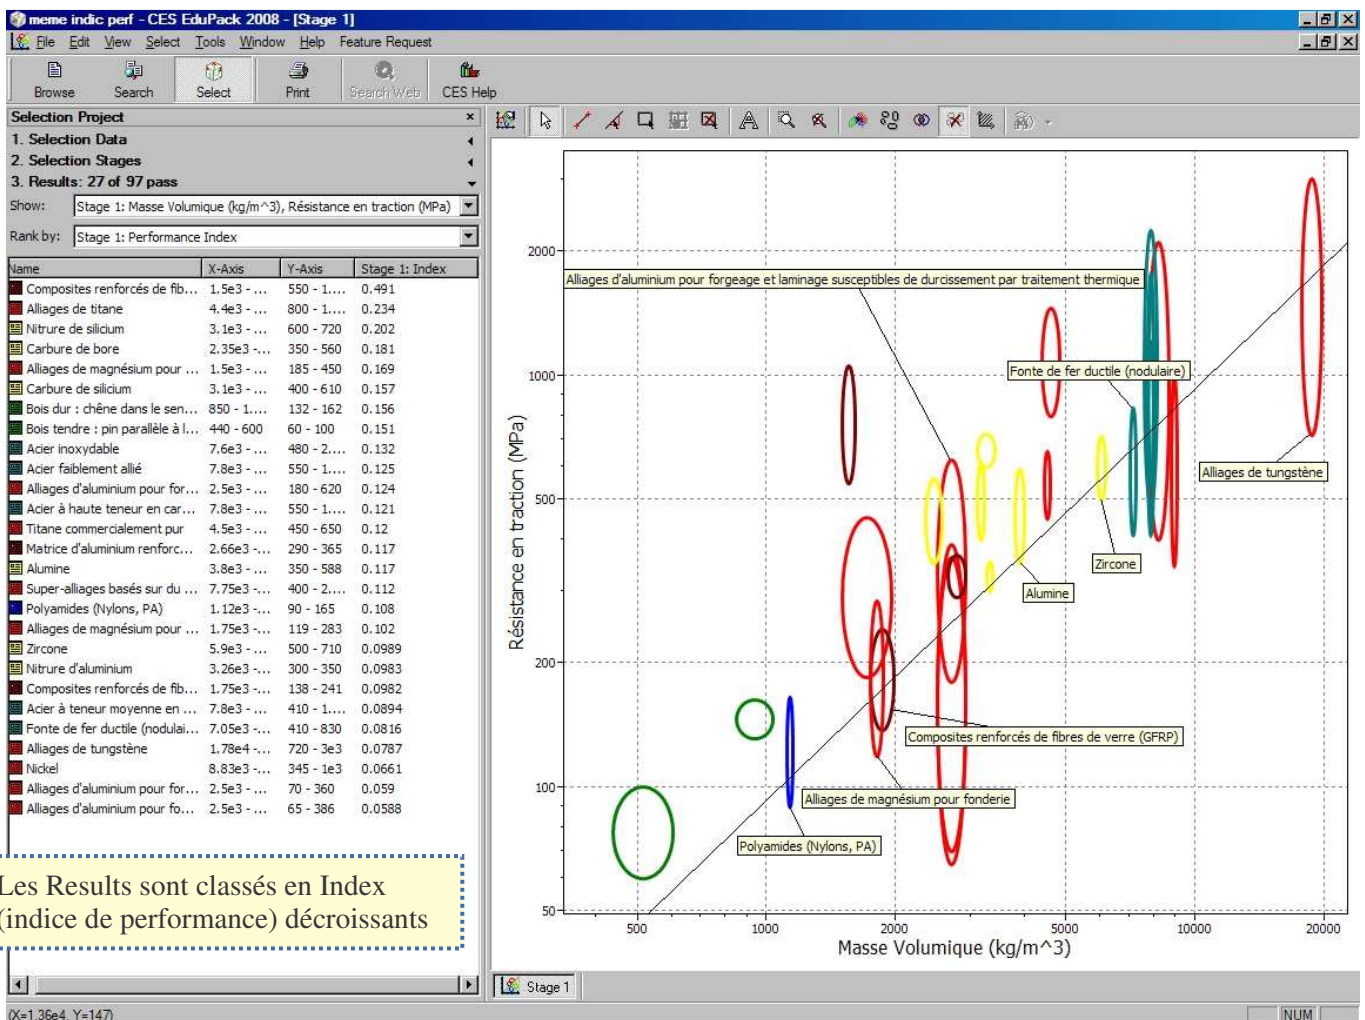 meme indic perf - CES EduPack 2008 - [Stage 1]
File Edit View Select Tools Window Help Feature Request
Browse Search Select Print Search Web CES Help
Selection Project
1. Selection Data
2. Selection Stages
3. Results: 27 of 97 pass
Show: Stage 1: Masse Volumique (kg/m^3), Résistance en traction (MPa)
Rank by: Stage 1: Performance Index
Name X-Axis Y-Axis Stage 1: Index
Composites renforcés de fib... 1.5e3 - ... 550 - 1.... 0.491
Alliages de titane 4.4e3 - ... 800 - 1.... 0.234
Nitrure de silicium 3.1e3 - ... 600 - 720 0.202
Carbure de bore 2.35e3 -... 350 - 560 0.181
Alliages de magnésium pour ... 1.5e3 - ... 185 - 450 0.169
Carbure de silicium 3.1e3 - ... 400 - 610 0.157
Bois dur : chêne dans le sen... 850 - 1.... 132 - 162 0.156
Bois tendre : pin parallèle à l... 440 - 600 60 - 100 0.151
Acier inoxydable 7.6e3 - ... 480 - 2.... 0.132
Acier faiblement allié 7.8e3 - ... 550 - 1.... 0.125
Alliages d'aluminium pour for... 2.5e3 - ... 180 - 620 0.124
Acier à haute teneur en car... 7.8e3 - ... 550 - 1.... 0.121
Titane commercialement pur 4.5e3 - ... 450 - 650 0.12
Matrice d'aluminium renforc... 2.66e3 -... 290 - 365 0.117
Alumine 3.8e3 - ... 350 - 588 0.117
Super-alliages basés sur du ... 7.75e3 -... 400 - 2.... 0.112
Polyamides (Nylons, PA) 1.12e3 -... 90 - 165 0.108
Alliages de magnésium pour ... 1.75e3 -... 119 - 283 0.102
Zircone 5.9e3 - ... 500 - 710 0.0989
Nitrure d'aluminium 3.26e3 -... 300 - 350 0.0983
Composites renforcés de fib... 1.75e3 -... 138 - 241 0.0982
Acier à teneur moyenne en ... 7.8e3 - ... 410 - 1.... 0.0894
Fonte de fer ductile (nodulai... 7.05e3 -... 410 - 830 0.0816
Alliages de tungstène 1.78e4 -... 720 - 3e3 0.0787
Nickel 8.83e3 -... 345 - 1e3 0.0661
Alliages d'aluminium pour for... 2.5e3 - ... 70 - 360 0.059
Alliages d'aluminium pour fo... 2.5e3 - ... 65 - 386 0.0588
Les Results sont classés en Index
(indice de performance) décroissants
Résistance en traction (MPa)
2000
1000
500
200
100
50
Alliages d'aluminium pour forgeage et laminage susceptibles de durcissement par traitement thermique
Fonte de fer ductile (nodulaire)
Alliages de tungstène
Zircone
Alumine
Composites renforcés de fibres de verre (GFRP)
Alliages de magnésium pour fonderie
Polyamides (Nylons, PA)
500 1000 2000 5000 10000 20000
Masse Volumique (kg/m^3)
Stage 1
(X=1.36e4, Y=147) NUM